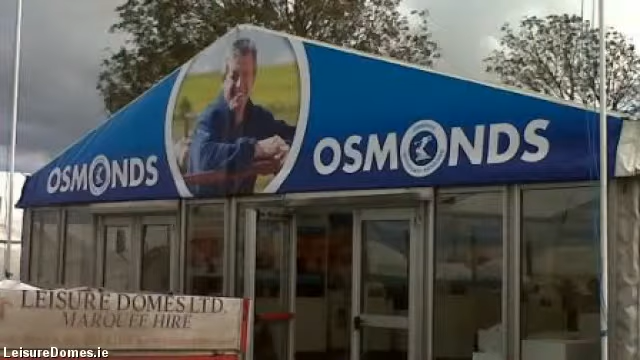 OSMONDS
OSMONDS
LEISURE DOMES LTD.
MARQUEE HIRE
LeisureDomes.ie